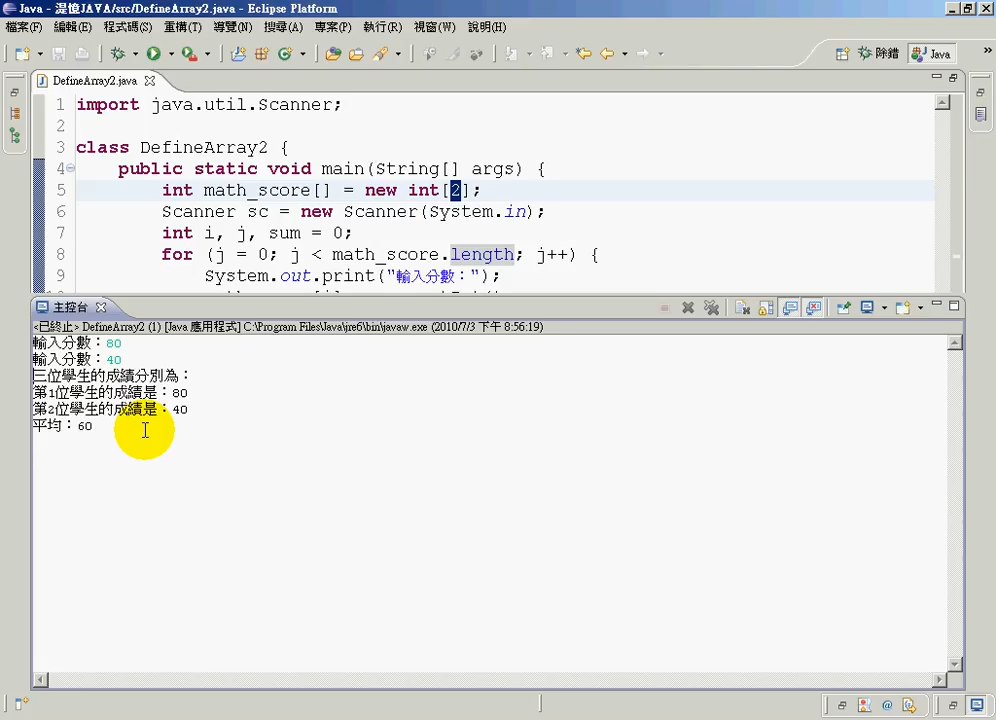 Java - 湜憶JAVA/src/DefineArray2.java - Eclipse Platform
檔案(F) 編輯(E) 程式碼(S) 重構(T) 導覽(N) 搜尋(A) 專案(P) 執行(R) 視窗(W) 說明(H)
除錯 Java
DefineArray2.java
1 import java.util.Scanner;
2
3 class DefineArray2 {
4 public static void main(String[] args) {
5 int math_score[] = new int[2];
6 Scanner sc = new Scanner(System.in);
7 int i, j, sum = 0;
8 for (j = 0; j < math_score.length; j++) {
9 System.out.print("輸入分數：");
主控台
<已終止> DefineArray2 (1) [Java 應用程式] C:\Program Files\Java\jre6\bin\javaw.exe (2010/7/3 下午 8:56:19)
輸入分數：80
輸入分數：40
三位學生的成績分別為：
第1位學生的成績是：80
第2位學生的成績是：40
平均：60